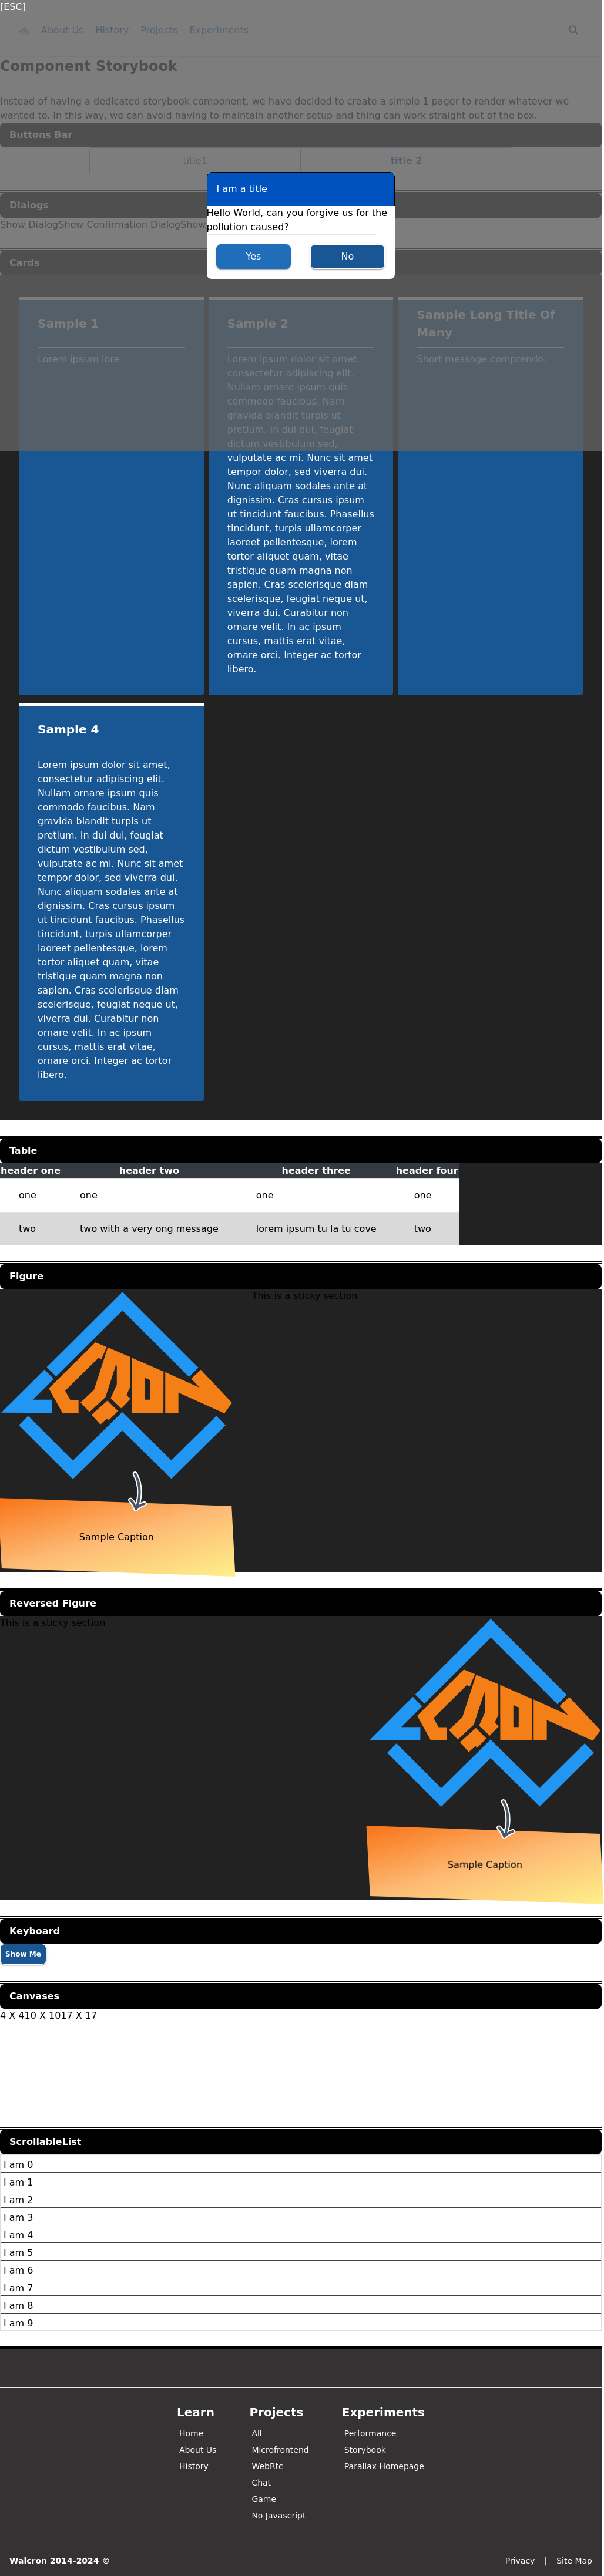 [ESC]
About Us History Projects Experiments
Component Storybook
Instead of having a dedicated storybook component, we have decided to create a simple 1 pager to render whatever we
wanted to. In this way, we can avoid having to maintain another setup and thing can work straight out of the box.
Buttons Bar
title1 title 2
Dialogs
Show DialogShow Confirmation DialogShow
I am a title
Hello World, can you forgive us for the
pollution caused?
Yes No
Cards
Sample 1
Lorem ipsum lore
Sample 2
Lorem ipsum dolor sit amet,
consectetur adipiscing elit.
Nullam ornare ipsum quis
commodo faucibus. Nam
gravida blandit turpis ut
pretium. In dui dui, feugiat
dictum vestibulum sed,
vulputate ac mi. Nunc sit amet
tempor dolor, sed viverra dui.
Nunc aliquam sodales ante at
dignissim. Cras cursus ipsum
ut tincidunt faucibus. Phasellus
tincidunt, turpis ullamcorper
laoreet pellentesque, lorem
tortor aliquet quam, vitae
tristique quam magna non
sapien. Cras scelerisque diam
scelerisque, feugiat neque ut,
viverra dui. Curabitur non
ornare velit. In ac ipsum
cursus, mattis erat vitae,
ornare orci. Integer ac tortor
libero.
Sample Long Title Of
Many
Short message comprendo.
Sample 4
Lorem ipsum dolor sit amet,
consectetur adipiscing elit.
Nullam ornare ipsum quis
commodo faucibus. Nam
gravida blandit turpis ut
pretium. In dui dui, feugiat
dictum vestibulum sed,
vulputate ac mi. Nunc sit amet
tempor dolor, sed viverra dui.
Nunc aliquam sodales ante at
dignissim. Cras cursus ipsum
ut tincidunt faucibus. Phasellus
tincidunt, turpis ullamcorper
laoreet pellentesque, lorem
tortor aliquet quam, vitae
tristique quam magna non
sapien. Cras scelerisque diam
scelerisque, feugiat neque ut,
viverra dui. Curabitur non
ornare velit. In ac ipsum
cursus, mattis erat vitae,
ornare orci. Integer ac tortor
libero.
Table
header one header two header three header four
one one one one
two two with a very ong message lorem ipsum tu la tu cove two
Figure
This is a sticky section
Sample Caption
Reversed Figure
This is a sticky section
Sample Caption
Keyboard
Show Me
Canvases
4 X 410 X 1017 X 17
ScrollableList
I am 0
I am 1
I am 2
I am 3
I am 4
I am 5
I am 6
I am 7
I am 8
I am 9
Learn
Home
About Us
History
Projects
All
Microfrontend
WebRtc
Chat
Game
No Javascript
Experiments
Performance
Storybook
Parallax Homepage
Walcron 2014-2024 ©
Privacy | Site Map